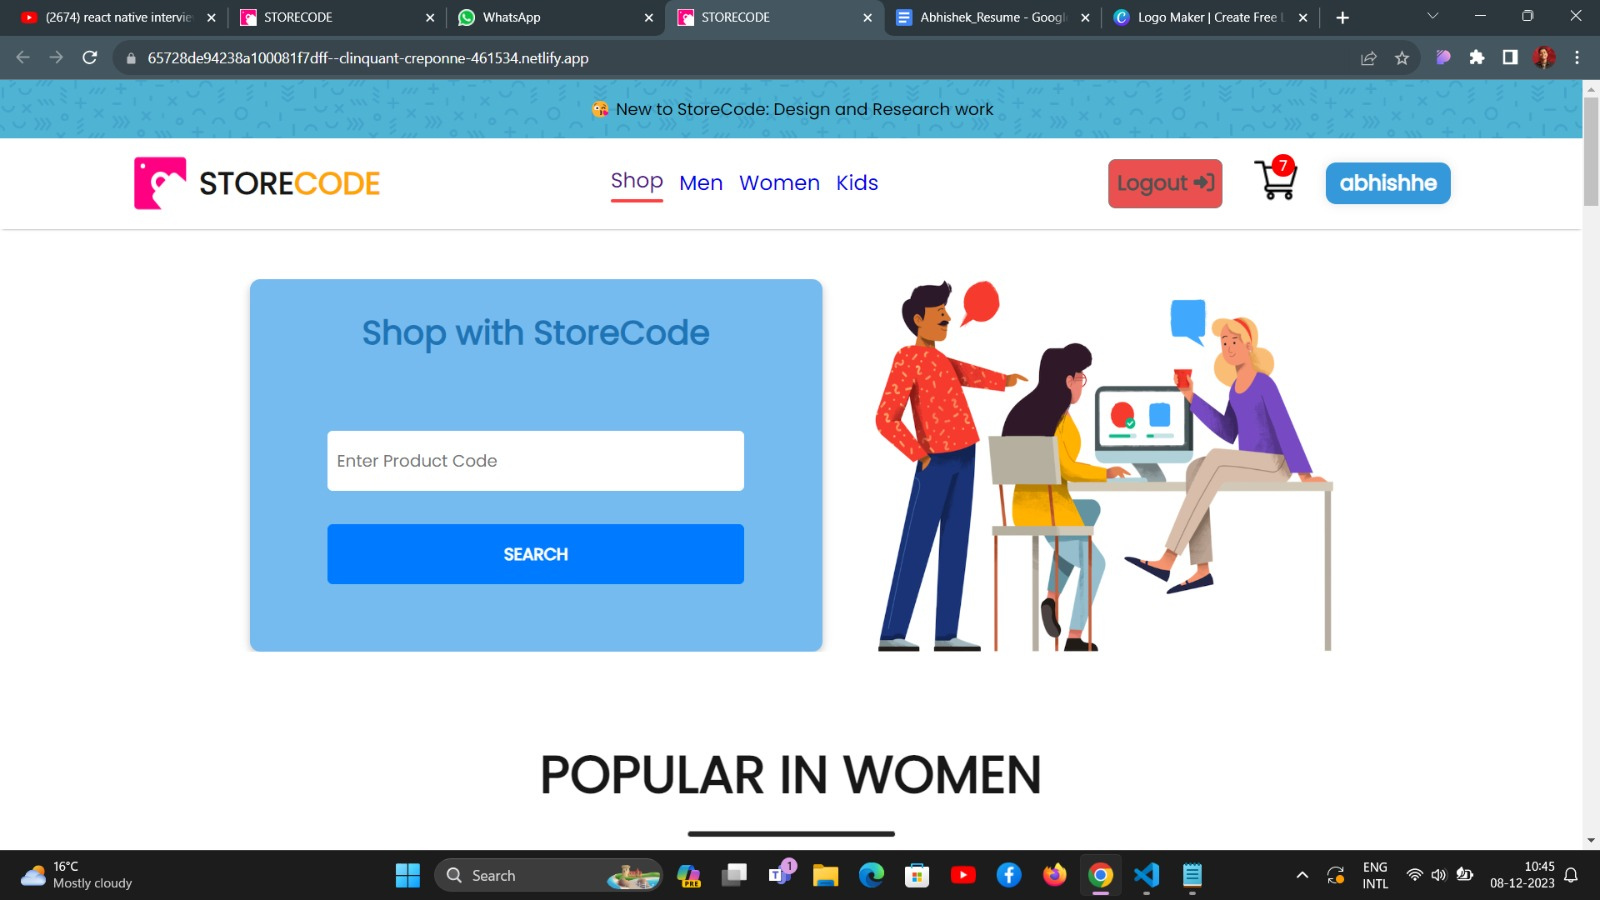 (2674) react native intervie
STORECODE
WhatsApp
STORECODE
Abhishek_Resume - Googl
Logo Maker | Create Free L
65728de94238a100081f7dff--clinquant-creponne-461534.netlify.app
New to StoreCode: Design and Research work
STORECODE
Shop
Men
Women
Kids
Logout
7
abhishhe
Shop with StoreCode
Enter Product Code
SEARCH
POPULAR IN WOMEN
16°C
Mostly cloudy
Search
PRE
1
ENG
INTL
10:45
08-12-2023